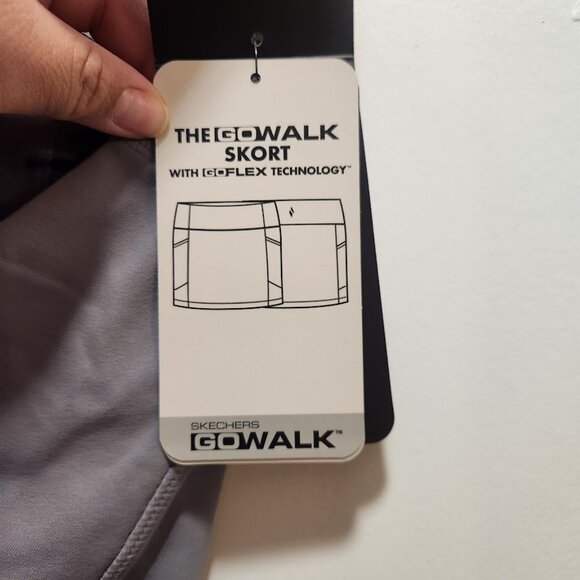 THE GOWALK
SKORT
WITH GOFLEX TECHNOLOGY™
SKECHERS
GOWALK™